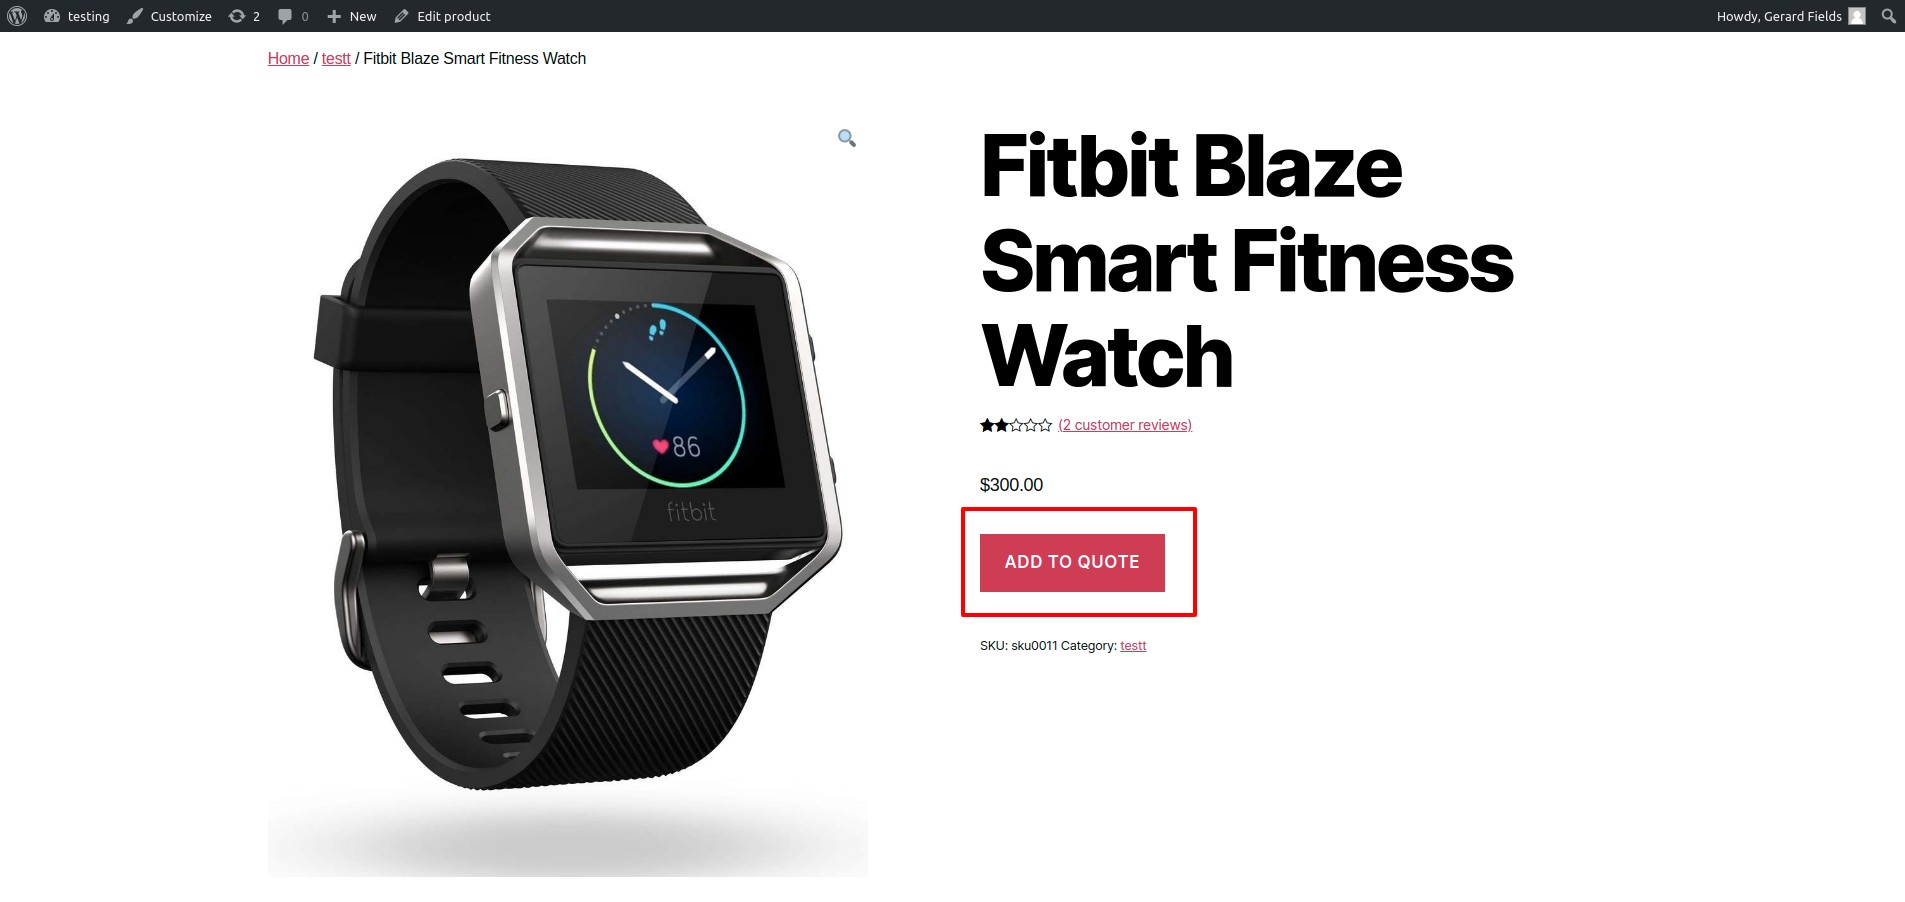 testing Customize 2 0 New Edit product Howdy, Gerard Fields
Home / testt / Fitbit Blaze Smart Fitness Watch
Fitbit Blaze
Smart Fitness
Watch
(2 customer reviews)
$300.00
ADD TO QUOTE
SKU: sku0011 Category: testt
86
fitbit